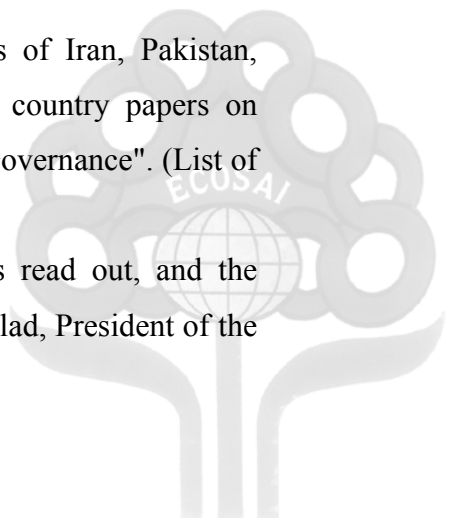 s of Iran, Pakistan,
country papers on
overnance". (List of
ECOSAI
s read out, and the
lad, President of the